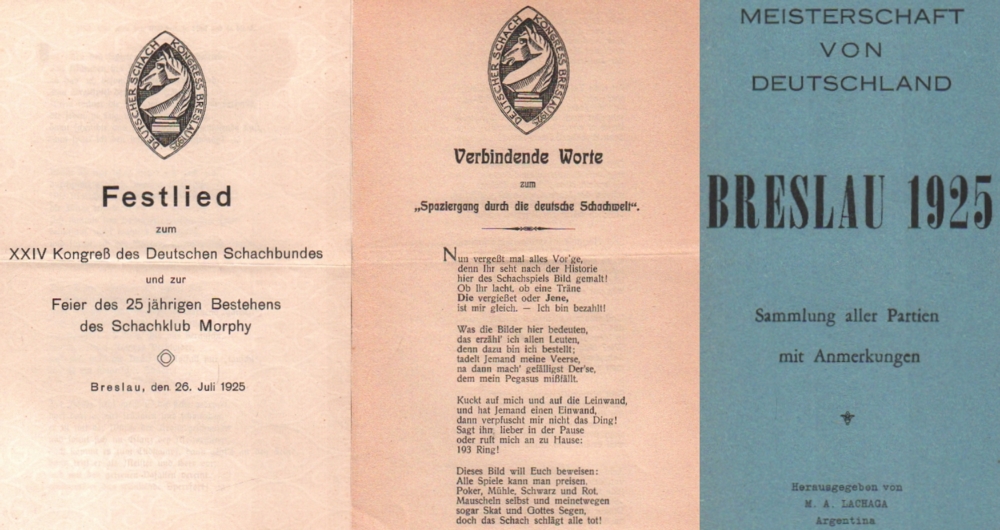 DEUTSCHER SCHACH KONGRESS BRESLAU 1925
Festlied
zum
XXIV Kongreß des Deutschen Schachbundes
und zur
Feier des 25 jährigen Bestehens
des Schachklub Morphy
Breslau, den 26. Juli 1925
DEUTSCHER SCHACH KONGRESS BRESLAU 1925
Verbindende Worte
zum
„Spaziergang durch die deutsche Schachwelt“.
Nun vergeßt mal alles Vor'ge,
denn Ihr seht nach der Historie
hier des Schachspiels Bild gemalt!
Ob Ihr lacht, ob eine Träne
Die vergießet oder Jene,
ist mir gleich. — Ich bin bezahlt!
Was die Bilder hier bedeuten,
das erzähl' ich allen Leuten,
denn dazu bin ich bestellt;
tadelt Jemand meine Veerse,
na dann mach' gefälligst Der'se,
dem mein Pegasus mißfällt.
Kuckt auf mich und auf die Leinwand,
und hat Jemand einen Einwand,
dann verpfuscht mir nicht das Ding!
Sagt ihn, lieber in der Pause
oder ruft mich an zu Hause:
193 Ring!
Dieses Bild will Euch beweisen:
Alle Spiele kann man preisen.
Poker, Mühle, Schwarz und Rot.
Mauscheln selbst und meinetwegen
sogar Skat und Gottes Segen,
doch das Schach schlägt alle tot!
MEISTERSCHAFT
VON
DEUTSCHLAND
BRESLAU 1925
Sammlung aller Partien
mit Anmerkungen
Herausgegeben von
M. A. LACHAGA
Argentina